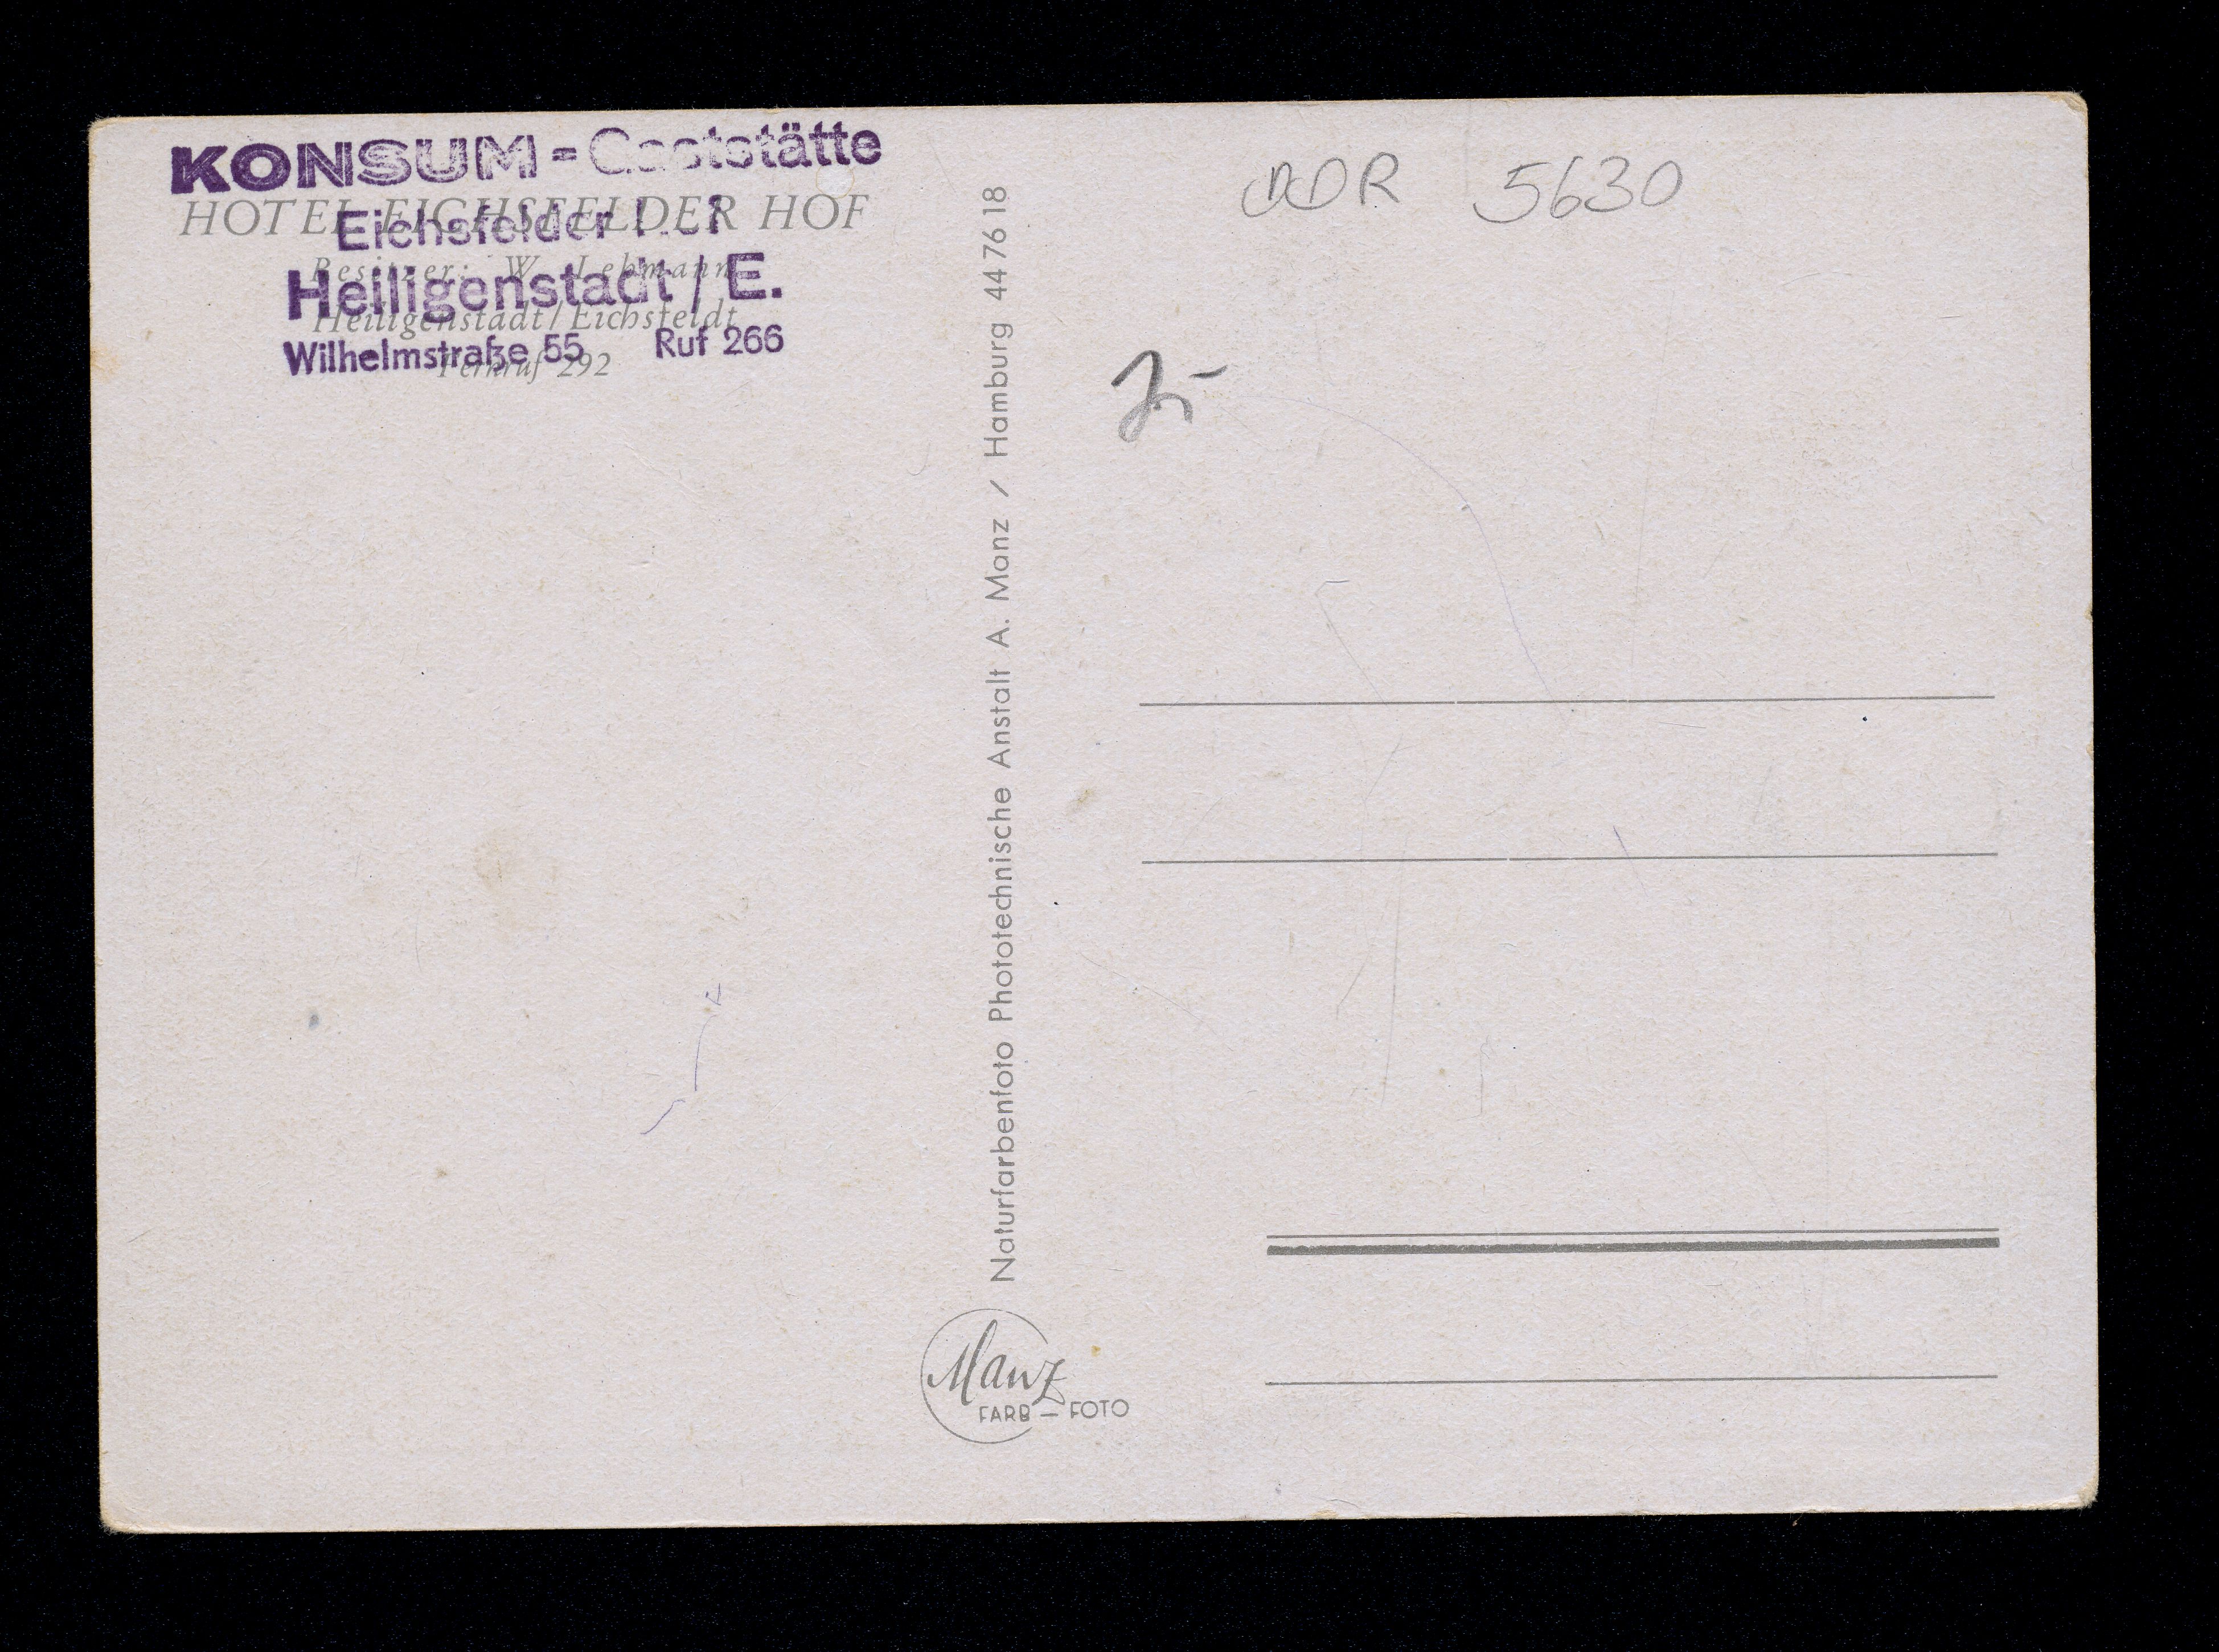 KONSUM = Gaststätte
HOTEL EICHSFELDER HOF
Eichsfelder Hof
Besitzer: W. Lehmann
Heiligenstadt / E.
Heiligenstadt/Eichsfeldt
Wilhelmstraße 55 Ruf 266
Fernruf 292
DDR 5630
Naturfarbenfoto Phototechnische Anstalt A. Manz / Hamburg 44 76 18
Manz
FARB – FOTO